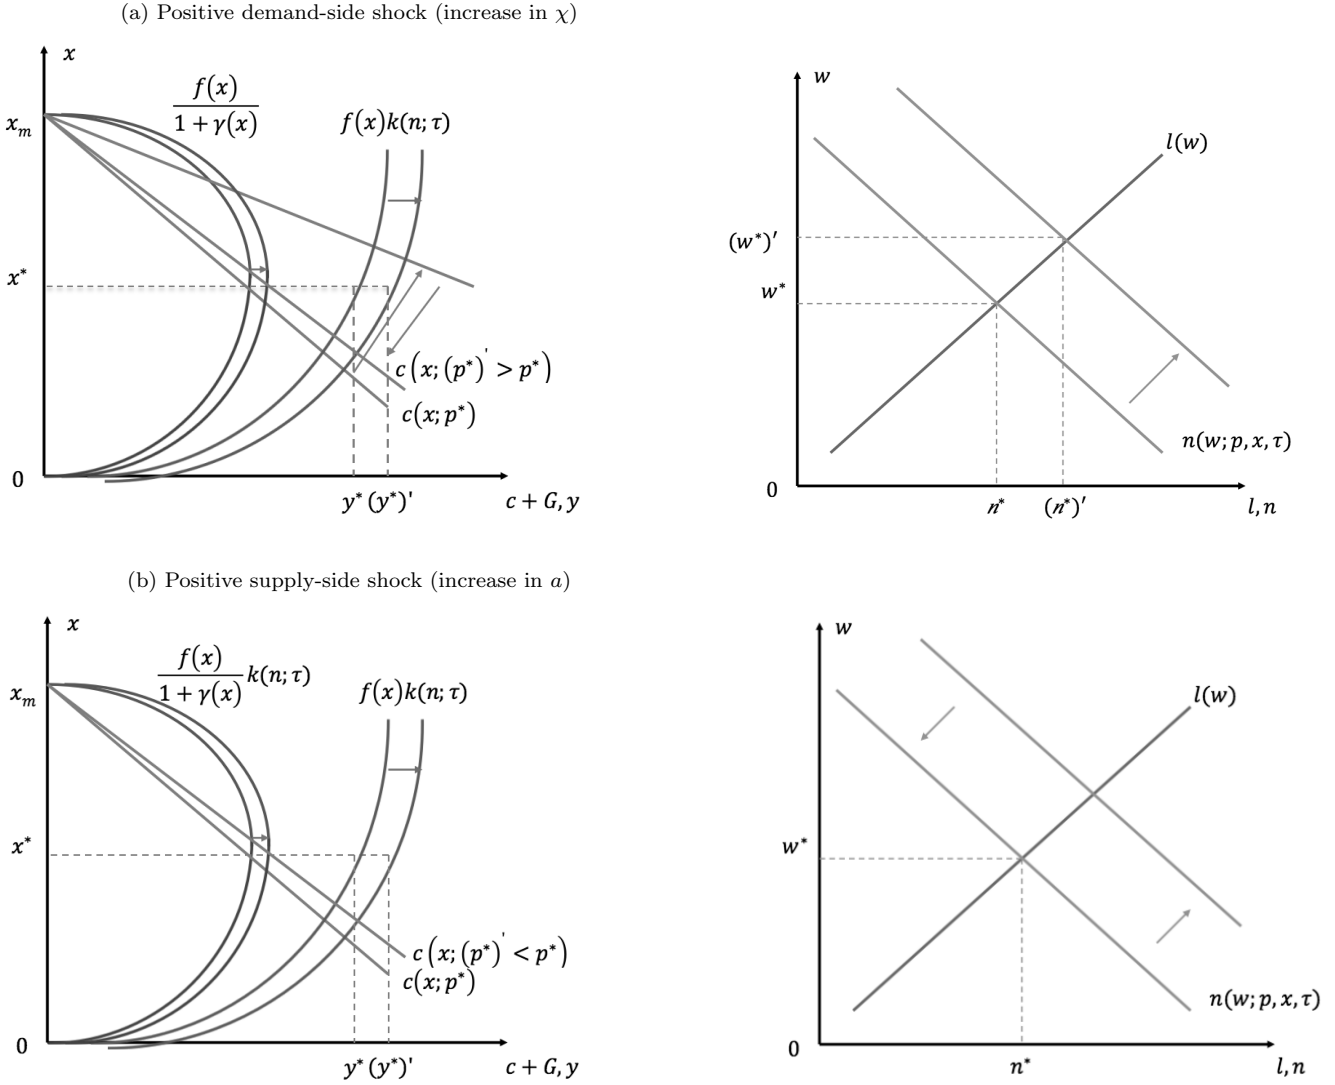 (a) Positive demand-side shock (increase in χ)
x
f(x)
1 + γ(x)
f(x)k(n; τ)
x_m
x*
c(x; (p*)′ > p*)
c(x; p*)
0
y* (y*)'
c + G, y
w
l(w)
(w*)′
w*
n(w; p, x, τ)
0
n*
(n*)′
l, n
(b) Positive supply-side shock (increase in a)
x
f(x)
1 + γ(x)
k(n; τ)
f(x)k(n; τ)
x_m
x*
c(x; (p*)′ < p*)
c(x; p*)
0
y* (y*)'
c + G, y
w
l(w)
w*
n(w; p, x, τ)
0
n*
l, n